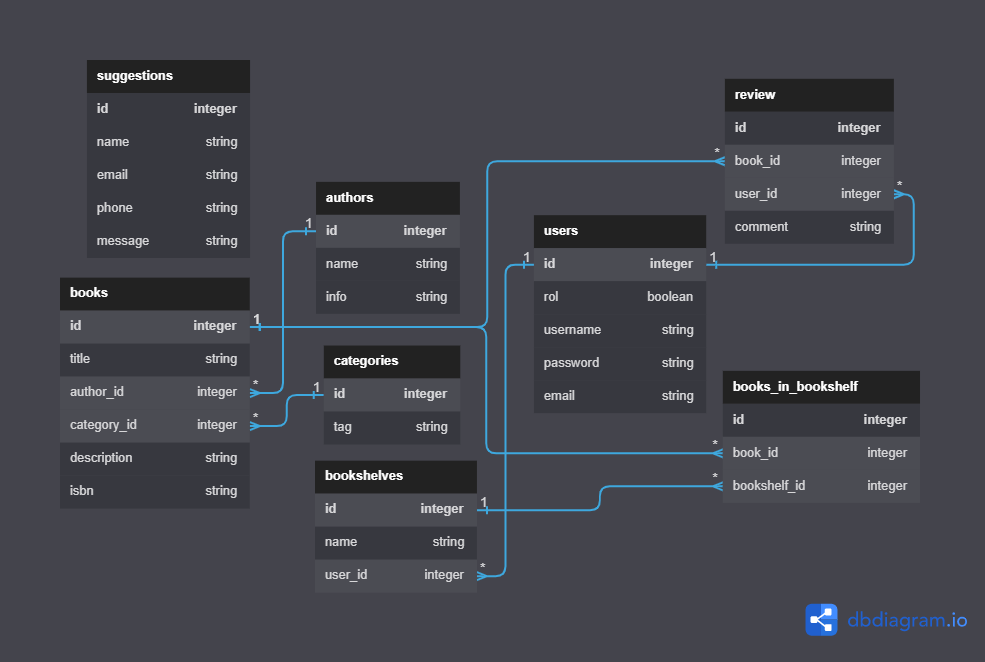 suggestions
id integer
name string
email string
phone string
message string
books
id integer
title string
author_id integer
category_id integer
description string
isbn string
authors
id integer
name string
info string
categories
id integer
tag string
bookshelves
id integer
name string
user_id integer
users
id integer
rol boolean
username string
password string
email string
review
id integer
book_id integer
user_id integer
comment string
books_in_bookshelf
id integer
book_id integer
bookshelf_id integer
1
*
*
1
1
1
*
1
1
*
*
*
*
dbdiagram.io